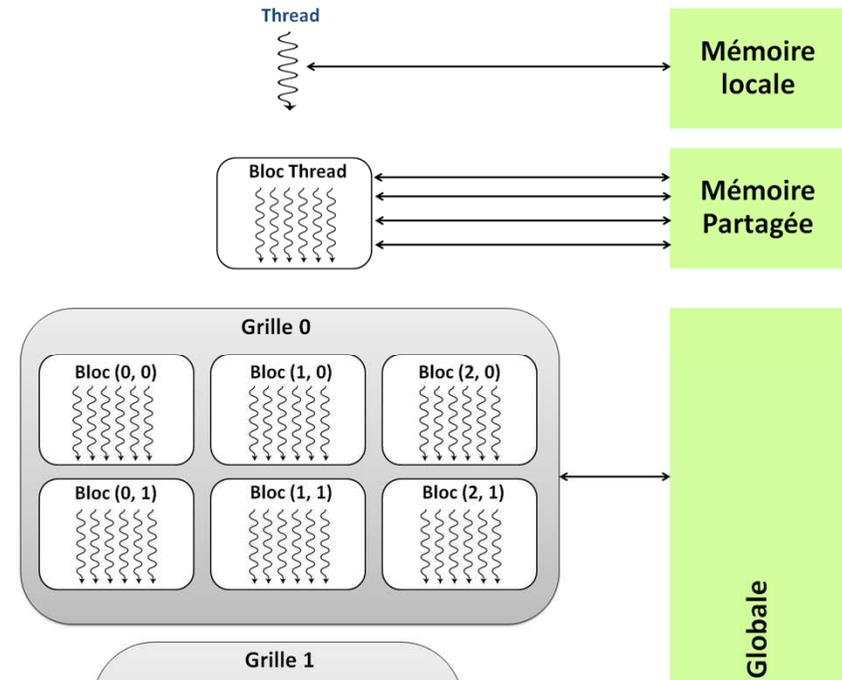 Thread
Mémoire
locale
Bloc Thread
Mémoire
Partagée
Grille 0
Bloc (0, 0)
Bloc (1, 0)
Bloc (2, 0)
Bloc (0, 1)
Bloc (1, 1)
Bloc (2, 1)
Globale
Grille 1